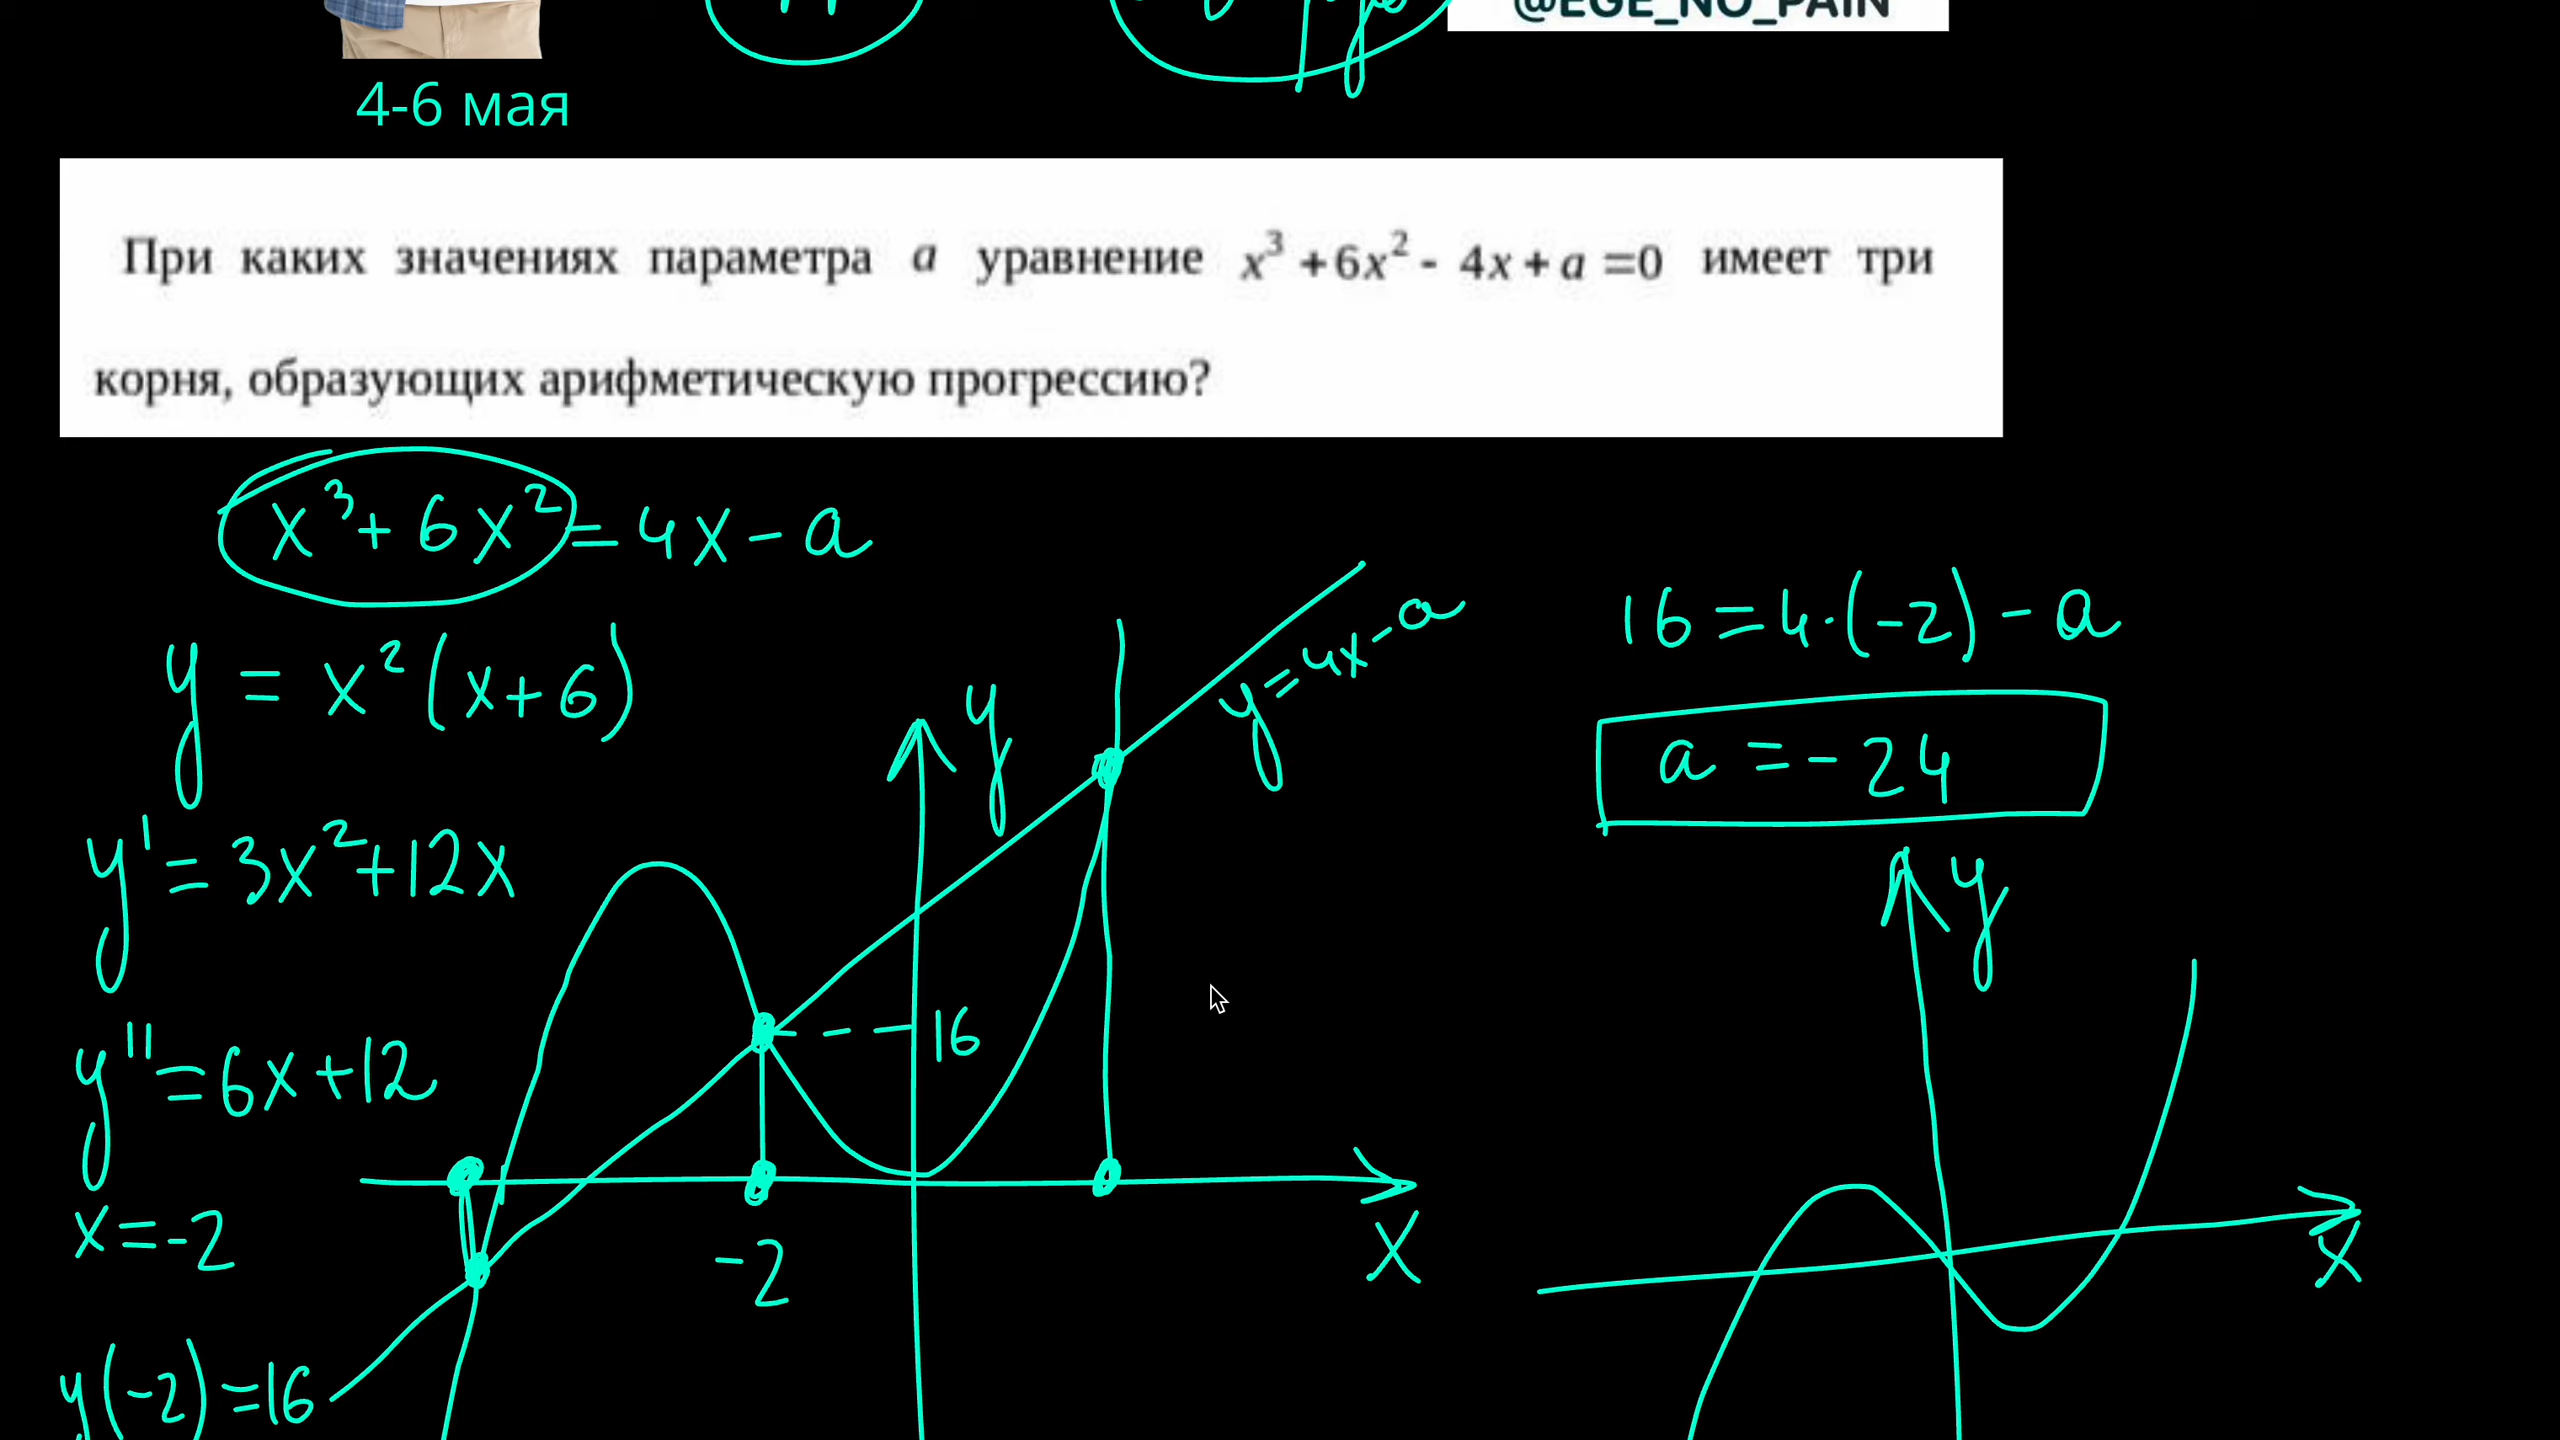 @EGE_NO_PAIN
4-6 мая
При каких значениях параметра a уравнение x³ + 6x² - 4x + a = 0 имеет три
корня, образующих арифметическую прогрессию?
x³ + 6x² = 4x - a
y = x²(x+6)
y' = 3x² + 12x
y'' = 6x + 12
x = -2
y(-2) = 16
y
y = 4x - a
16
-2
x
16 = 4·(-2) - a
a = -24
y
x